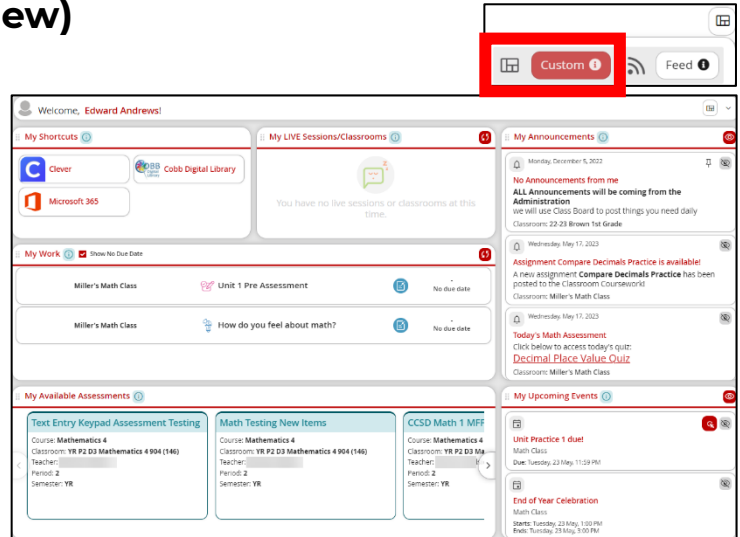 ew)
Custom
Feed
Welcome, Edward Andrews!
My Shortcuts
Clever
Cobb Digital Library
Microsoft 365
My LIVE Sessions/Classrooms
You have no live sessions or classrooms at this
time.
My Announcements
Monday, December 5, 2022
No Announcements from me
ALL Announcements will be coming from the
Administration
we will use Class Board to post things you need daily
Classroom: 22-23 Brown 1st Grade
Wednesday, May 17, 2023
Assignment Compare Decimals Practice is available!
A new assignment Compare Decimals Practice has been
posted to the Classroom Coursework!
Classroom: Miller's Math Class
Wednesday, May 17, 2023
Today's Math Assessment
Click below to access today's quiz:
Decimal Place Value Quiz
Classroom: Miller's Math Class
My Work
Show No Due Date
Miller's Math Class
Unit 1 Pre Assessment
-
No due date
Miller's Math Class
How do you feel about math?
-
No due date
My Available Assessments
Text Entry Keypad Assessment Testing
Course: Mathematics 4
Classroom: YR P2 D3 Mathematics 4 904 (146)
Teacher:
Period: 2
Semester: YR
Math Testing New Items
Course: Mathematics 4
Classroom: YR P2 D3 Mathematics 4 904 (146)
Teacher:
Period: 2
Semester: YR
CCSD Math 1 MFF
Course: Mathematics 4
Classroom: YR P2 D3 Ma
Teacher:
Period: 2
Semester: YR
My Upcoming Events
Unit Practice 1 due!
Math Class
Due: Tuesday, 23 May, 11:59 PM
End of Year Celebration
Math Class
Starts: Tuesday, 23 May, 1:00 PM
Ends: Tuesday, 23 May, 3:00 PM